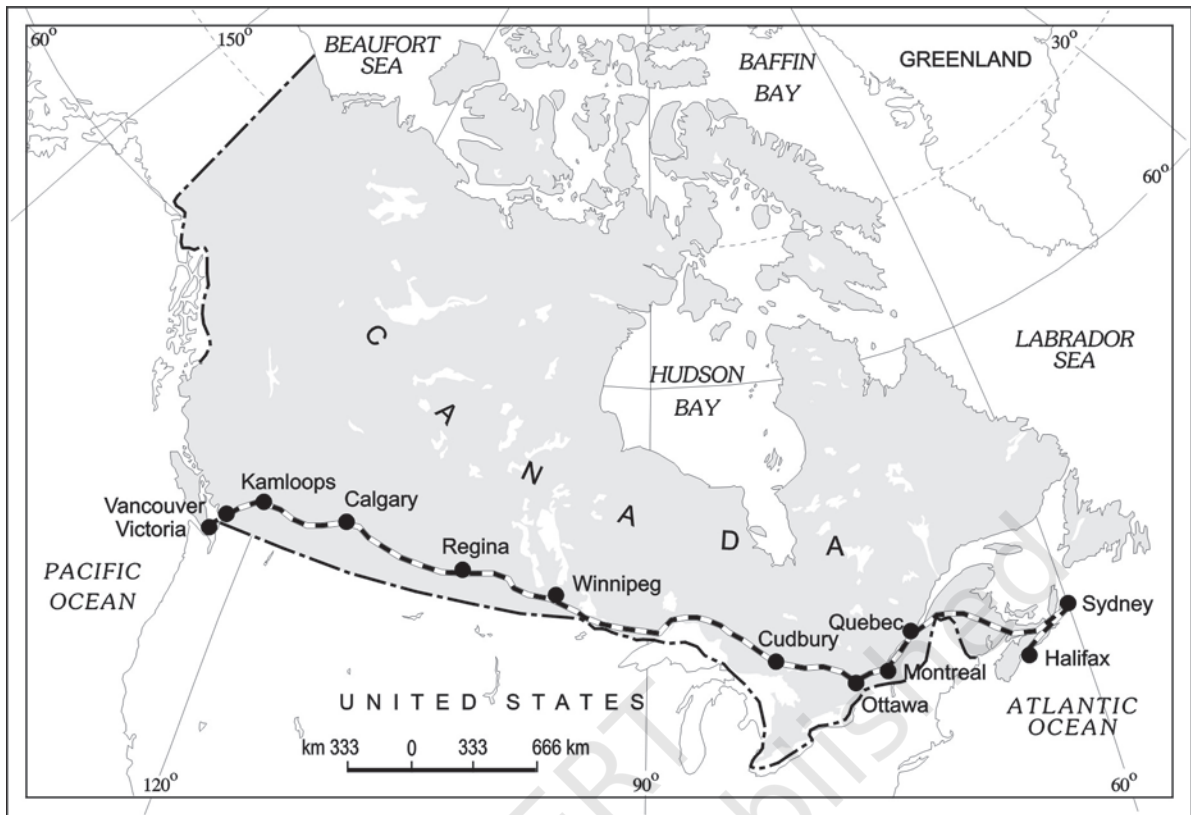 60°
150°
BEAUFORT
SEA
BAFFIN
BAY
GREENLAND
30°
60°
LABRADOR
SEA
HUDSON
BAY
C A N A D A
Kamloops
Vancouver
Calgary
Victoria
Regina
PACIFIC
OCEAN
Winnipeg
Cudbury
Quebec
Sydney
Montreal
Halifax
Ottawa
UNITED STATES
ATLANTIC
OCEAN
km 333 0 333 666 km
120°
90°
60°